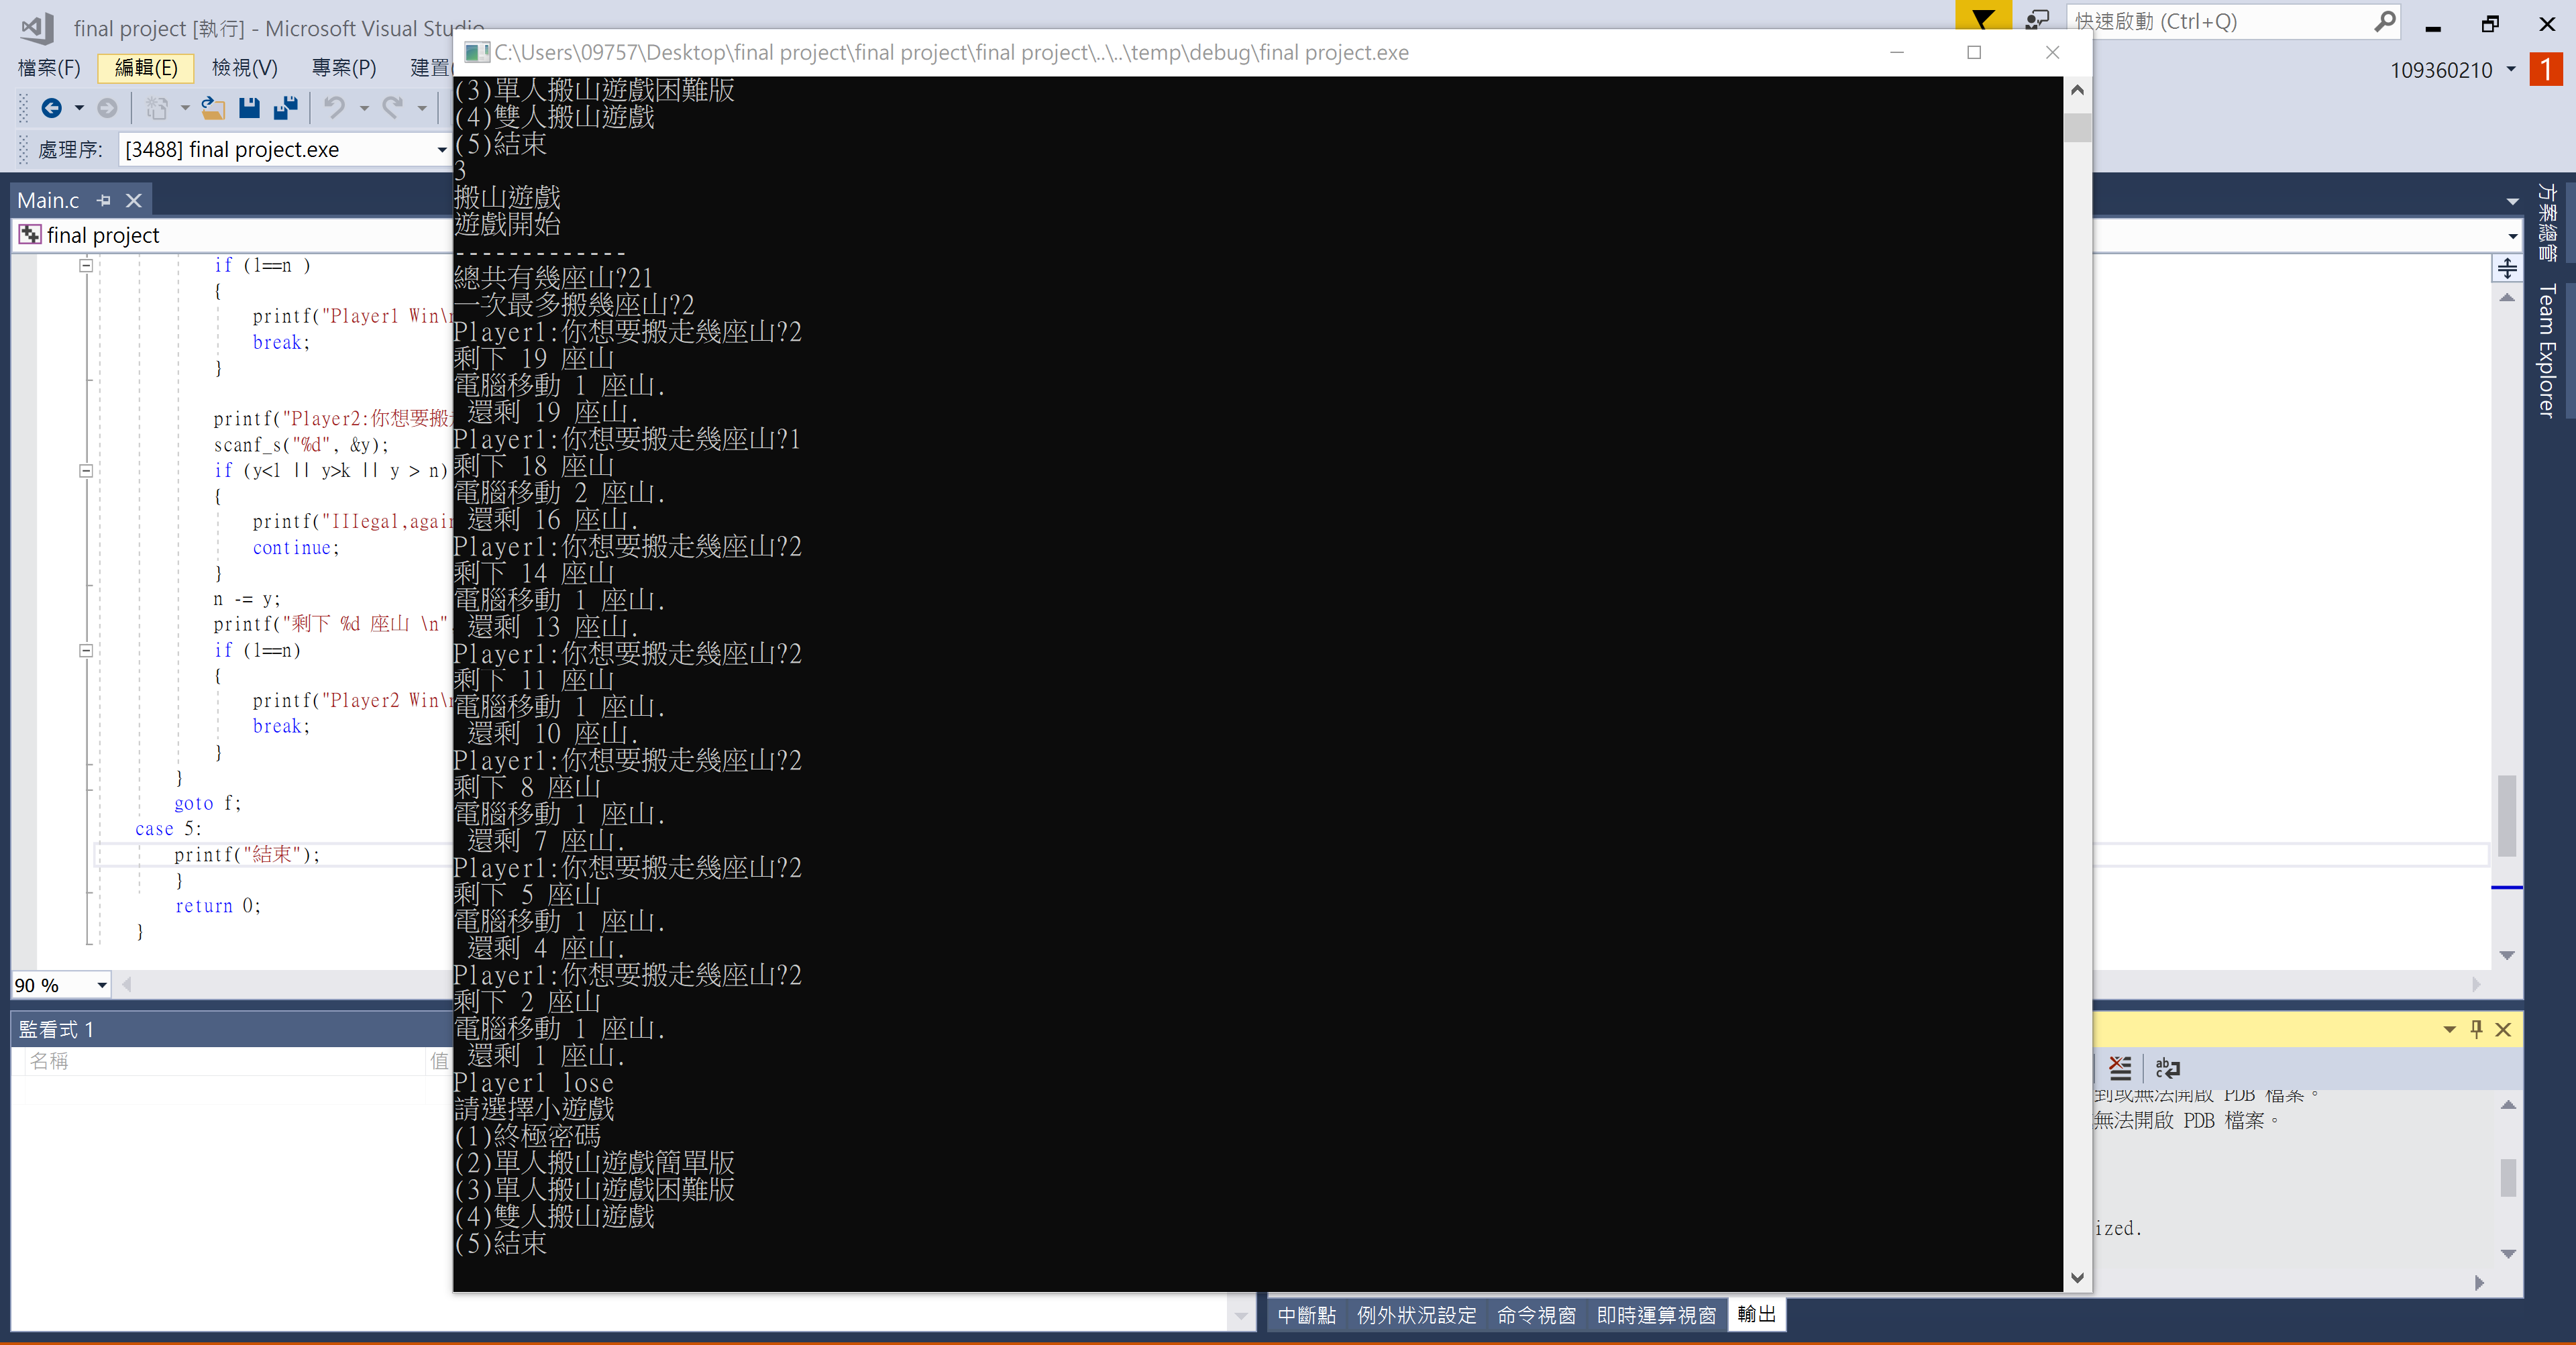 final project [執行] - Microsoft Visual Studio
快速啟動 (Ctrl+Q)
檔案(F) 編輯(E) 檢視(V) 專案(P) 建置
109360210
1
處理序: [3488] final project.exe
Main.c
final project
if (1==n )
{
printf("Player1 Win\
break;
}
printf("Player2:你想要搬
scanf_s("%d", &y);
if (y<1 || y>k || y > n)
{
printf("Illegal,again
continue;
}
n -= y;
printf("剩下 %d 座山 \n"
if (1==n)
{
printf("Player2 Win\
break;
}
}
goto f;
case 5:
printf("結束");
}
return 0;
}
90 %
監看式 1
名稱
值
C:\Users\09757\Desktop\final project\final project\final project\..\..\temp\debug\final project.exe
(3)單人搬山遊戲困難版
(4)雙人搬山遊戲
(5)結束
3
搬山遊戲
遊戲開始
-------------
總共有幾座山?21
一次最多搬幾座山?2
Player1:你想要搬走幾座山?2
剩下 19 座山
電腦移動 1 座山.
還剩 19 座山.
Player1:你想要搬走幾座山?1
剩下 18 座山
電腦移動 2 座山.
還剩 16 座山.
Player1:你想要搬走幾座山?2
剩下 14 座山
電腦移動 1 座山.
還剩 13 座山.
Player1:你想要搬走幾座山?2
剩下 11 座山
電腦移動 1 座山.
還剩 10 座山.
Player1:你想要搬走幾座山?2
剩下 8 座山
電腦移動 1 座山.
還剩 7 座山.
Player1:你想要搬走幾座山?2
剩下 5 座山
電腦移動 1 座山.
還剩 4 座山.
Player1:你想要搬走幾座山?2
剩下 2 座山
電腦移動 1 座山.
還剩 1 座山.
Player1 lose
請選擇小遊戲
(1)終極密碼
(2)單人搬山遊戲簡單版
(3)單人搬山遊戲困難版
(4)雙人搬山遊戲
(5)結束
方案總管
Team Explorer
到或無法開啟 PDB 檔案。
無法開啟 PDB 檔案。
ized.
中斷點 例外狀況設定 命令視窗 即時運算視窗 輸出